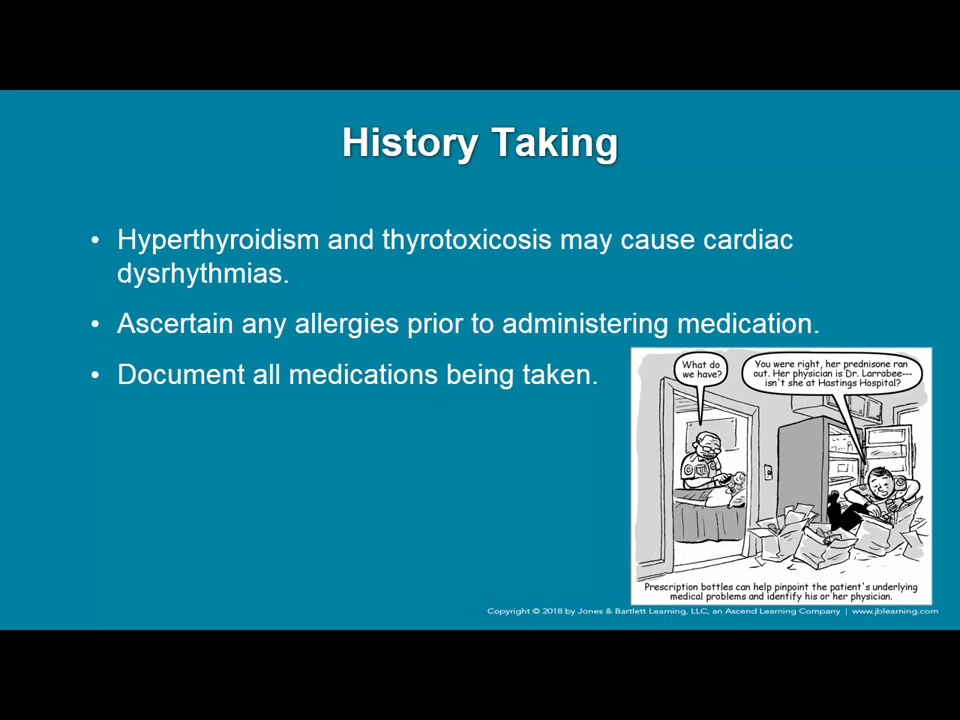 History Taking
• Hyperthyroidism and thyrotoxicosis may cause cardiac
dysrhythmias.
• Ascertain any allergies prior to administering medication.
• Document all medications being taken.
What do
we have?
You were right, her prednisone ran
out. Her physician is Dr. Larrabee---
isn't she at Hastings Hospital?
Prescription bottles can help pinpoint the patient's underlying
medical problems and identify his or her physician.
Copyright © 2018 by Jones & Bartlett Learning, LLC, an Ascend Learning Company | www.jblearning.com